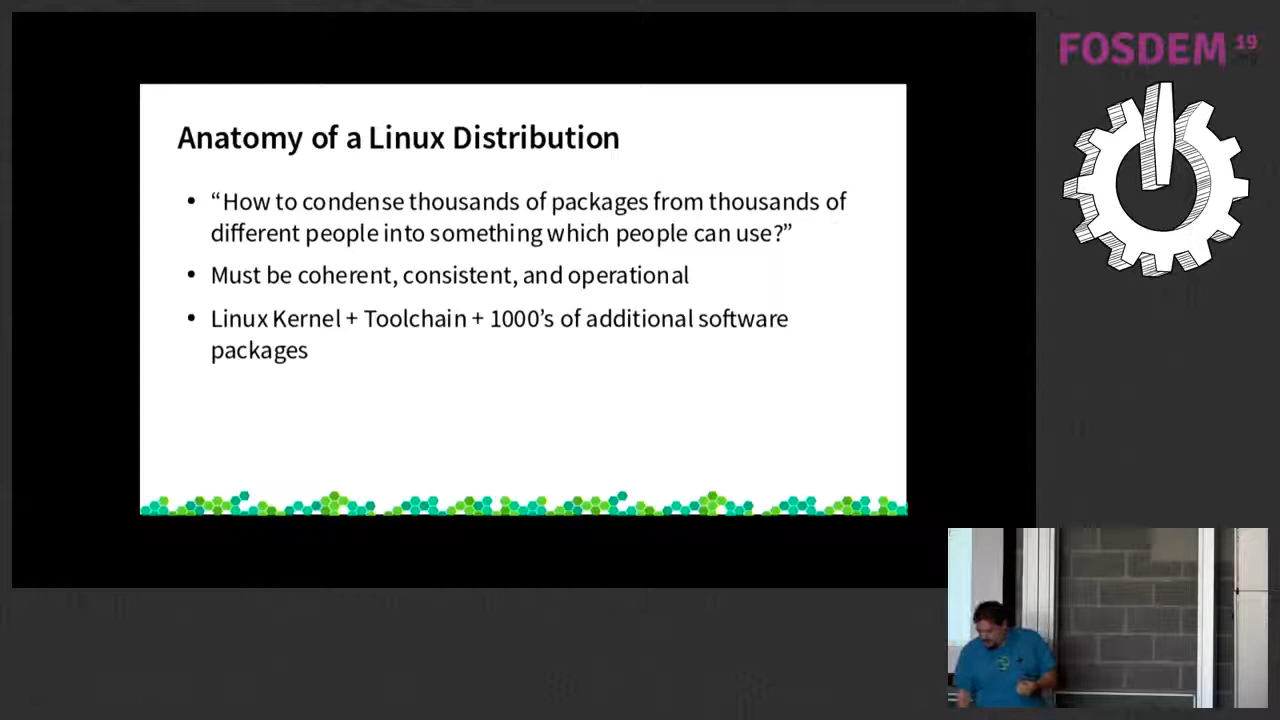 FOSDEM 19
Anatomy of a Linux Distribution
• “How to condense thousands of packages from thousands of
different people into something which people can use?”
• Must be coherent, consistent, and operational
• Linux Kernel + Toolchain + 1000’s of additional software
packages